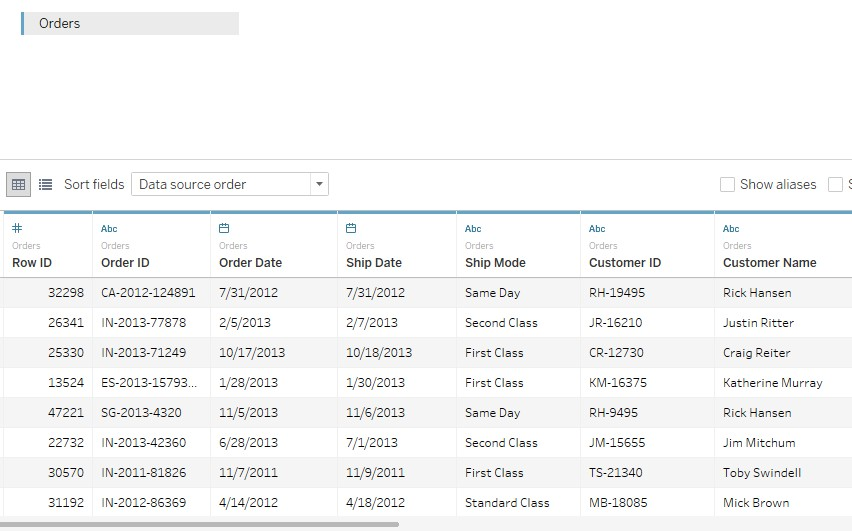 Orders
Sort fields Data source order Show aliases S
# Abc Abc Abc Abc
Orders Orders Orders Orders Orders Orders Orders
Row ID Order ID Order Date Ship Date Ship Mode Customer ID Customer Name
32298 CA-2012-124891 7/31/2012 7/31/2012 Same Day RH-19495 Rick Hansen
26341 IN-2013-77878 2/5/2013 2/7/2013 Second Class JR-16210 Justin Ritter
25330 IN-2013-71249 10/17/2013 10/18/2013 First Class CR-12730 Craig Reiter
13524 ES-2013-15793... 1/28/2013 1/30/2013 First Class KM-16375 Katherine Murray
47221 SG-2013-4320 11/5/2013 11/6/2013 Same Day RH-9495 Rick Hansen
22732 IN-2013-42360 6/28/2013 7/1/2013 Second Class JM-15655 Jim Mitchum
30570 IN-2011-81826 11/7/2011 11/9/2011 First Class TS-21340 Toby Swindell
31192 IN-2012-86369 4/14/2012 4/18/2012 Standard Class MB-18085 Mick Brown